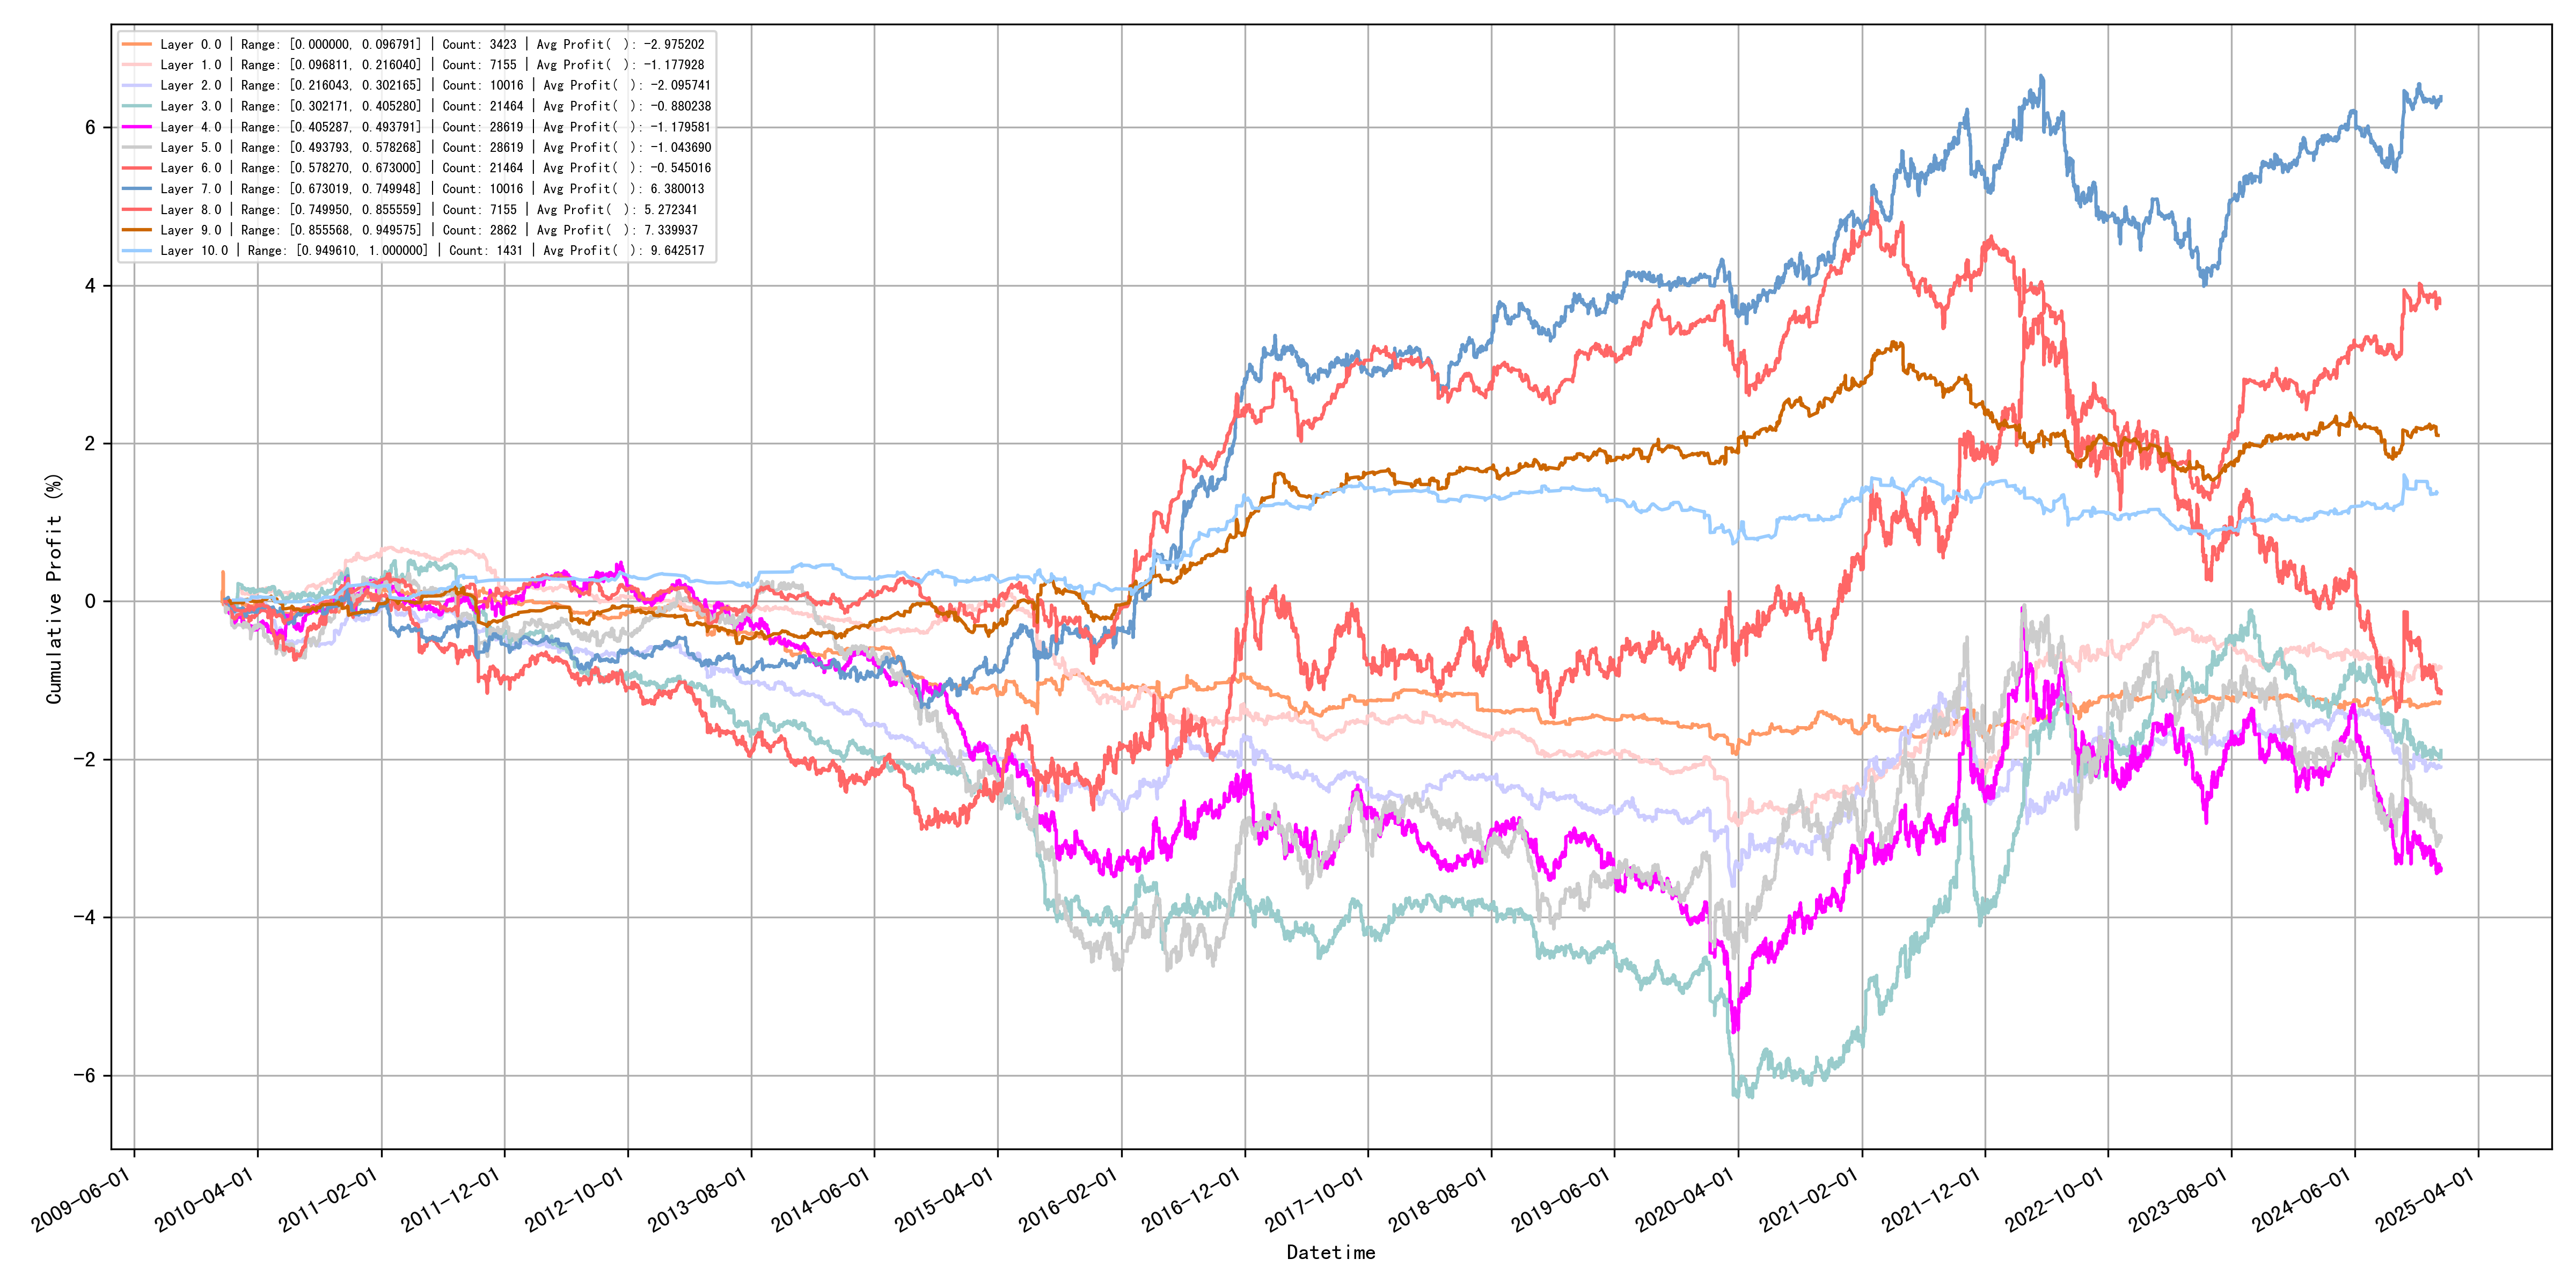 Layer 0.0 | Range: [0.000000, 0.096791] | Count: 3423 | Avg Profit( ): -2.975202
Layer 1.0 | Range: [0.096811, 0.216040] | Count: 7155 | Avg Profit( ): -1.177928
Layer 2.0 | Range: [0.216043, 0.302165] | Count: 10016 | Avg Profit( ): -2.095741
Layer 3.0 | Range: [0.302171, 0.405280] | Count: 21464 | Avg Profit( ): -0.880238
Layer 4.0 | Range: [0.405287, 0.493791] | Count: 28619 | Avg Profit( ): -1.179581
Layer 5.0 | Range: [0.493793, 0.578268] | Count: 28619 | Avg Profit( ): -1.043690
Layer 6.0 | Range: [0.578270, 0.673000] | Count: 21464 | Avg Profit( ): -0.545016
Layer 7.0 | Range: [0.673019, 0.749948] | Count: 10016 | Avg Profit( ): 6.380013
Layer 8.0 | Range: [0.749950, 0.855559] | Count: 7155 | Avg Profit( ): 5.272341
Layer 9.0 | Range: [0.855568, 0.949575] | Count: 2862 | Avg Profit( ): 7.339937
Layer 10.0 | Range: [0.949610, 1.000000] | Count: 1431 | Avg Profit( ): 9.642517
6
4
2
0
-2
-4
-6
Cumulative Profit (%)
2009-06-01
2010-04-01
2011-02-01
2011-12-01
2012-10-01
2013-08-01
2014-06-01
2015-04-01
2016-02-01
2016-12-01
2017-10-01
2018-08-01
2019-06-01
2020-04-01
2021-02-01
2021-12-01
2022-10-01
2023-08-01
2024-06-01
2025-04-01
Datetime